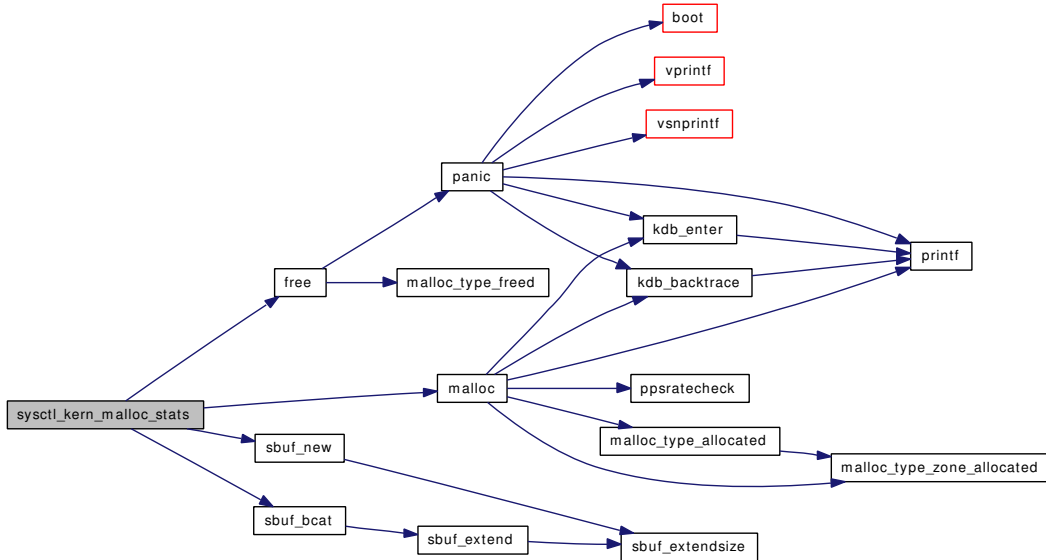 boot
vprintf
vsnprintf
panic
kdb_enter
printf
free
malloc_type_freed
kdb_backtrace
malloc
ppsratecheck
sysctl_kern_malloc_stats
malloc_type_allocated
sbuf_new
malloc_type_zone_allocated
sbuf_bcat
sbuf_extend
sbuf_extendsize